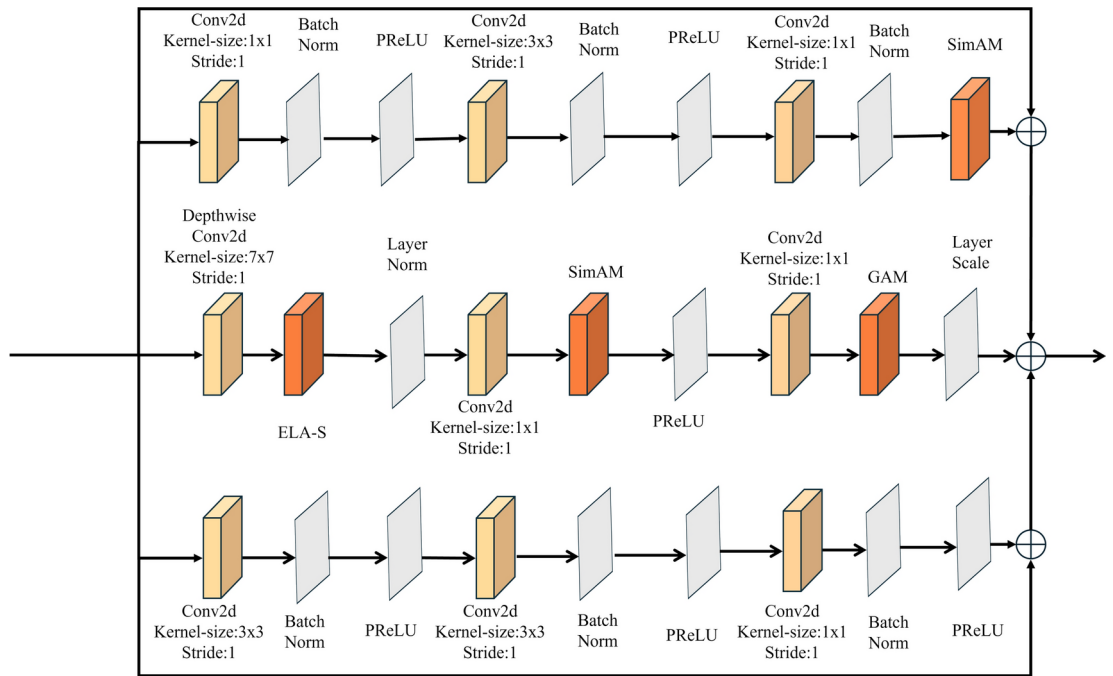 Conv2d
Kernel-size:1x1
Stride:1
Batch
Norm
PReLU
Conv2d
Kernel-size:3x3
Stride:1
Batch
Norm
PReLU
Conv2d
Kernel-size:1x1
Stride:1
Batch
Norm
SimAM
Depthwise
Conv2d
Kernel-size:7x7
Stride:1
ELA-S
Layer
Norm
Conv2d
Kernel-size:1x1
Stride:1
SimAM
PReLU
Conv2d
Kernel-size:1x1
Stride:1
GAM
Layer
Scale
Conv2d
Kernel-size:3x3
Stride:1
Batch
Norm
PReLU
Conv2d
Kernel-size:3x3
Stride:1
Batch
Norm
PReLU
Conv2d
Kernel-size:1x1
Stride:1
Batch
Norm
PReLU